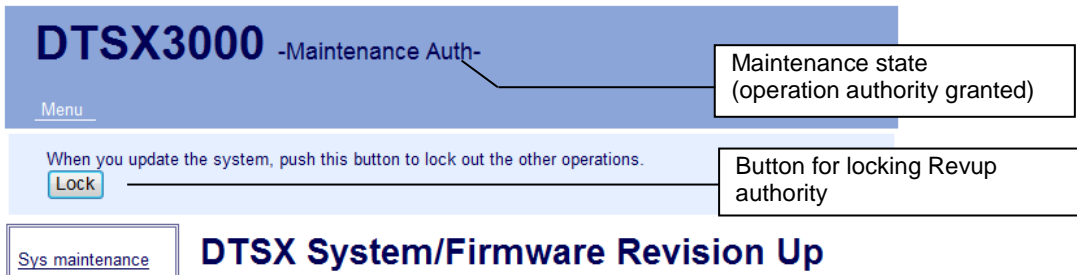 DTSX3000 -Maintenance Auth-
Maintenance state
(operation authority granted)
Menu
When you update the system, push this button to lock out the other operations.
Lock
Button for locking Revup
authority
Sys maintenance
DTSX System/Firmware Revision Up